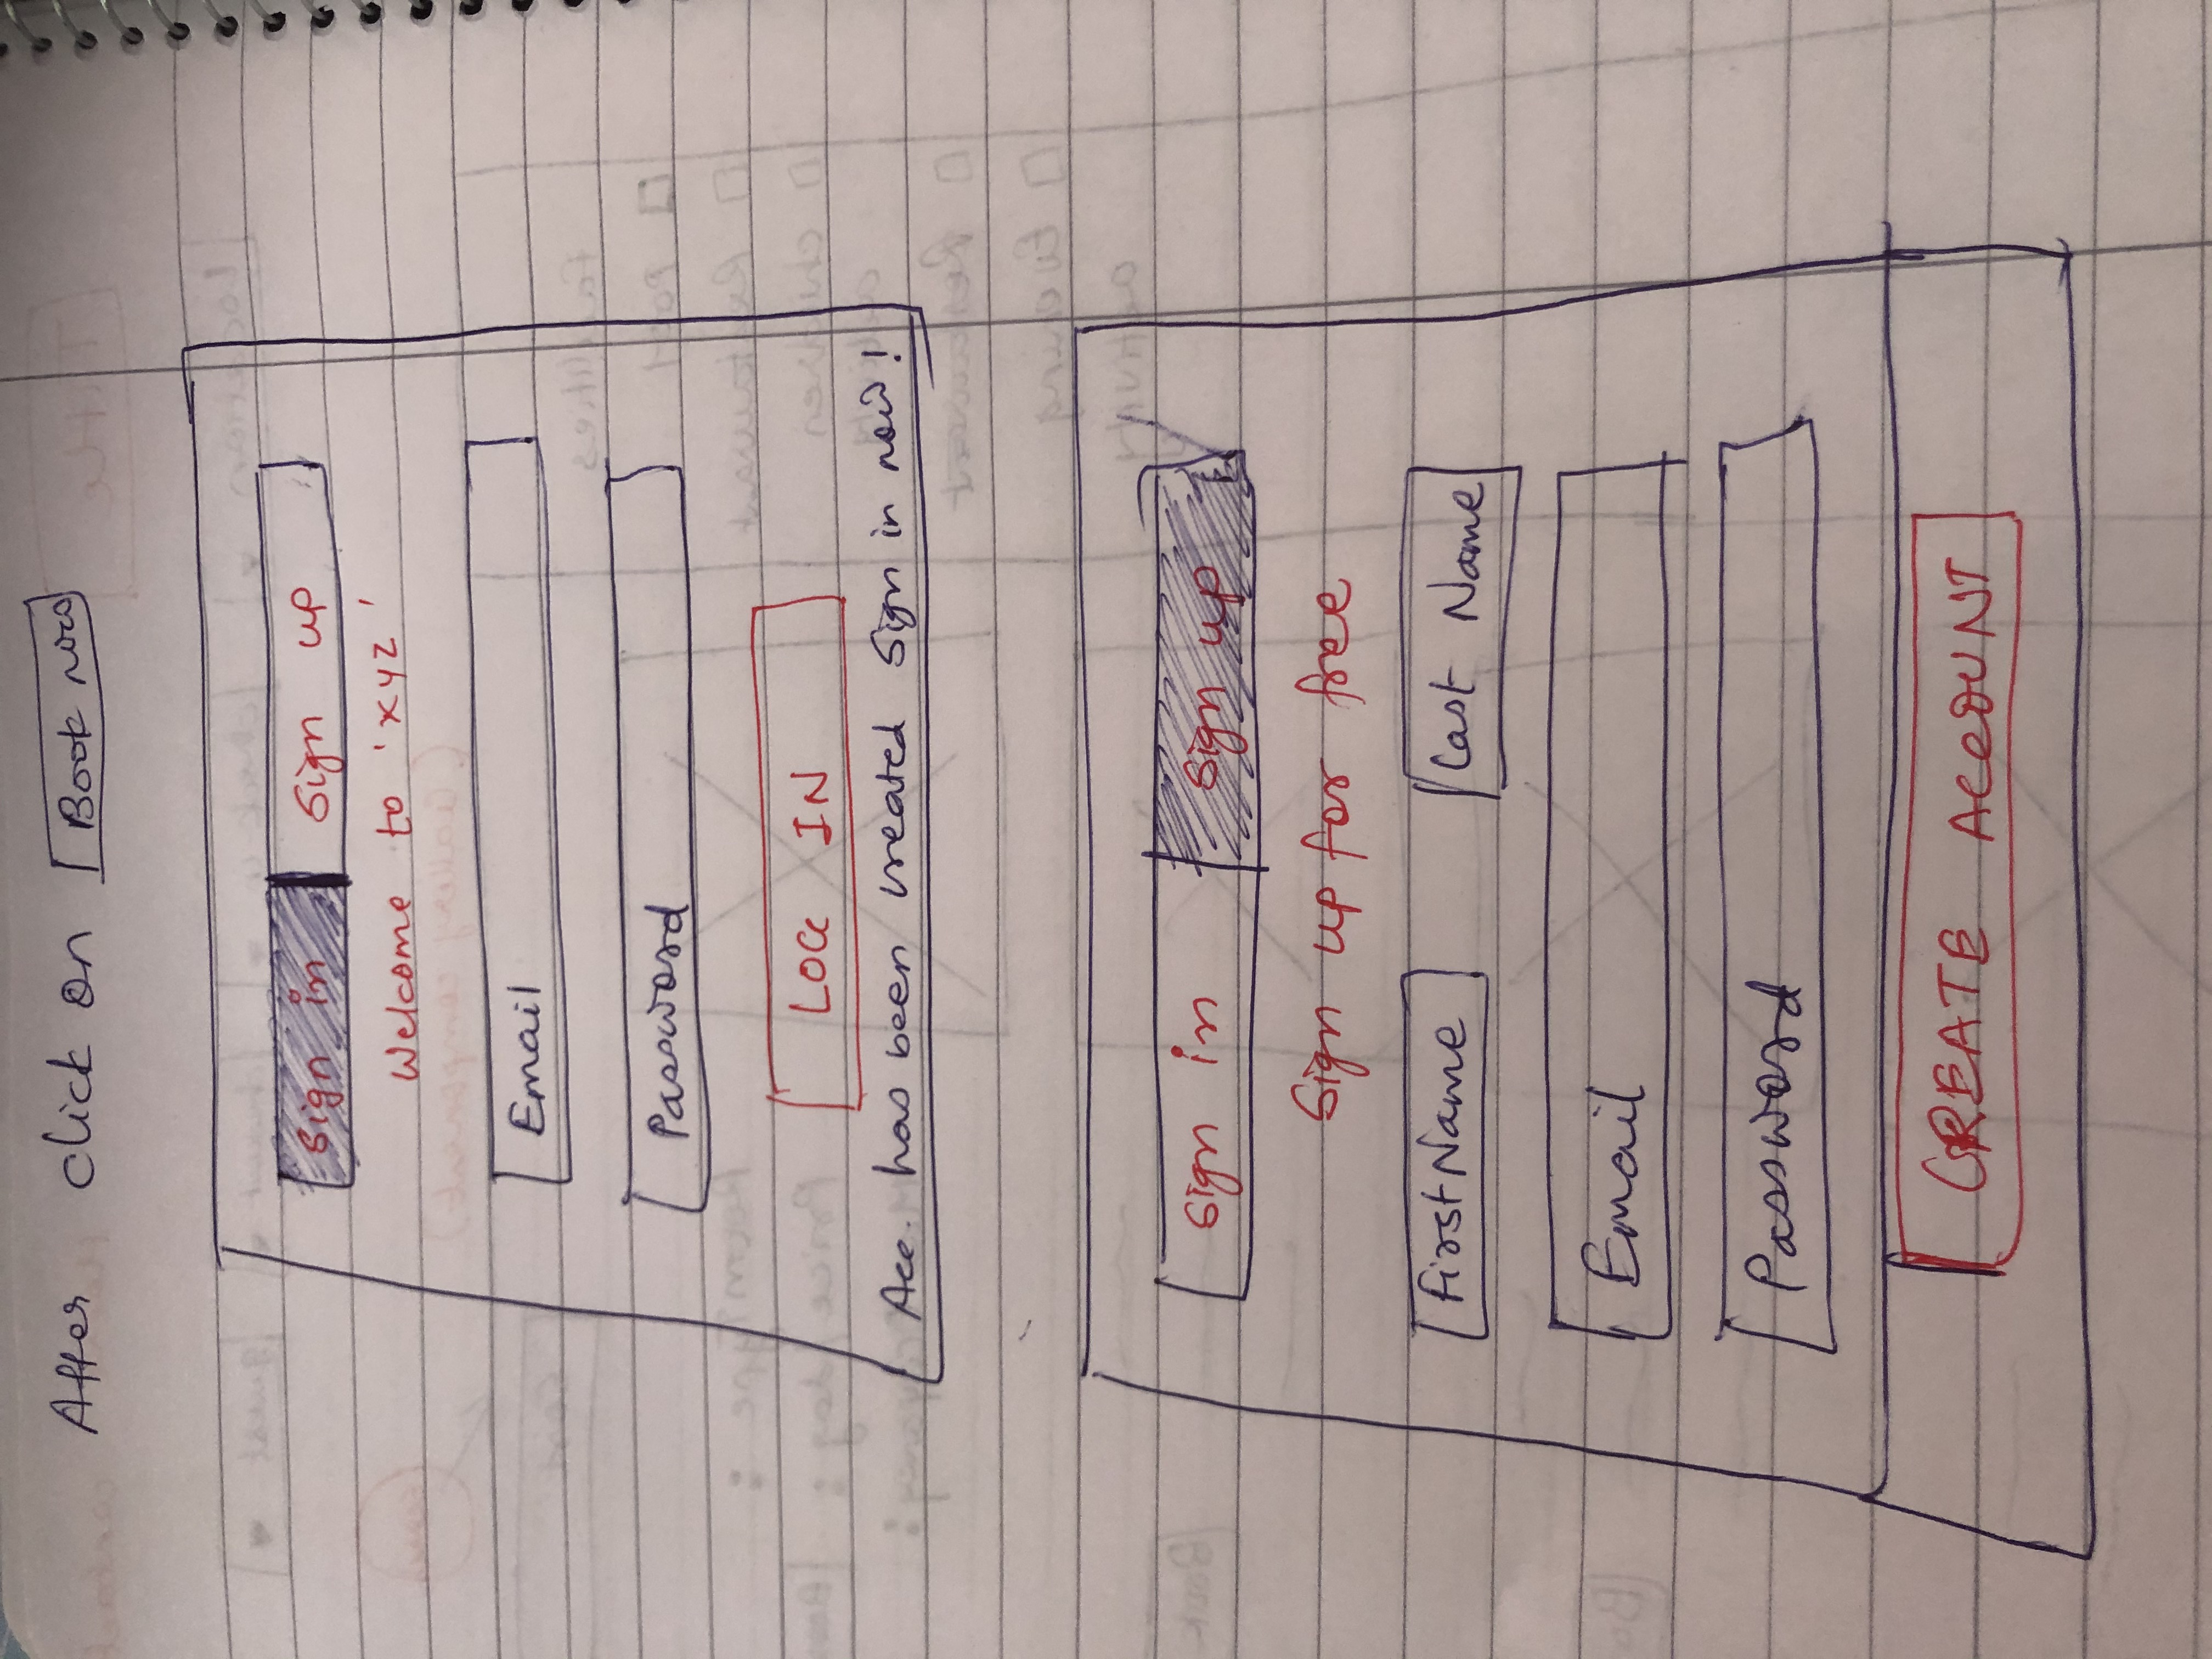 After click on Book now
Sign in Sign up
Welcome to 'XYZ'
Email
Password
LOG IN
Acc. has been created Sign in now!
Sign in Sign up
Sign up for free
First Name Last Name
Email
Password
CREATE ACCOUNT